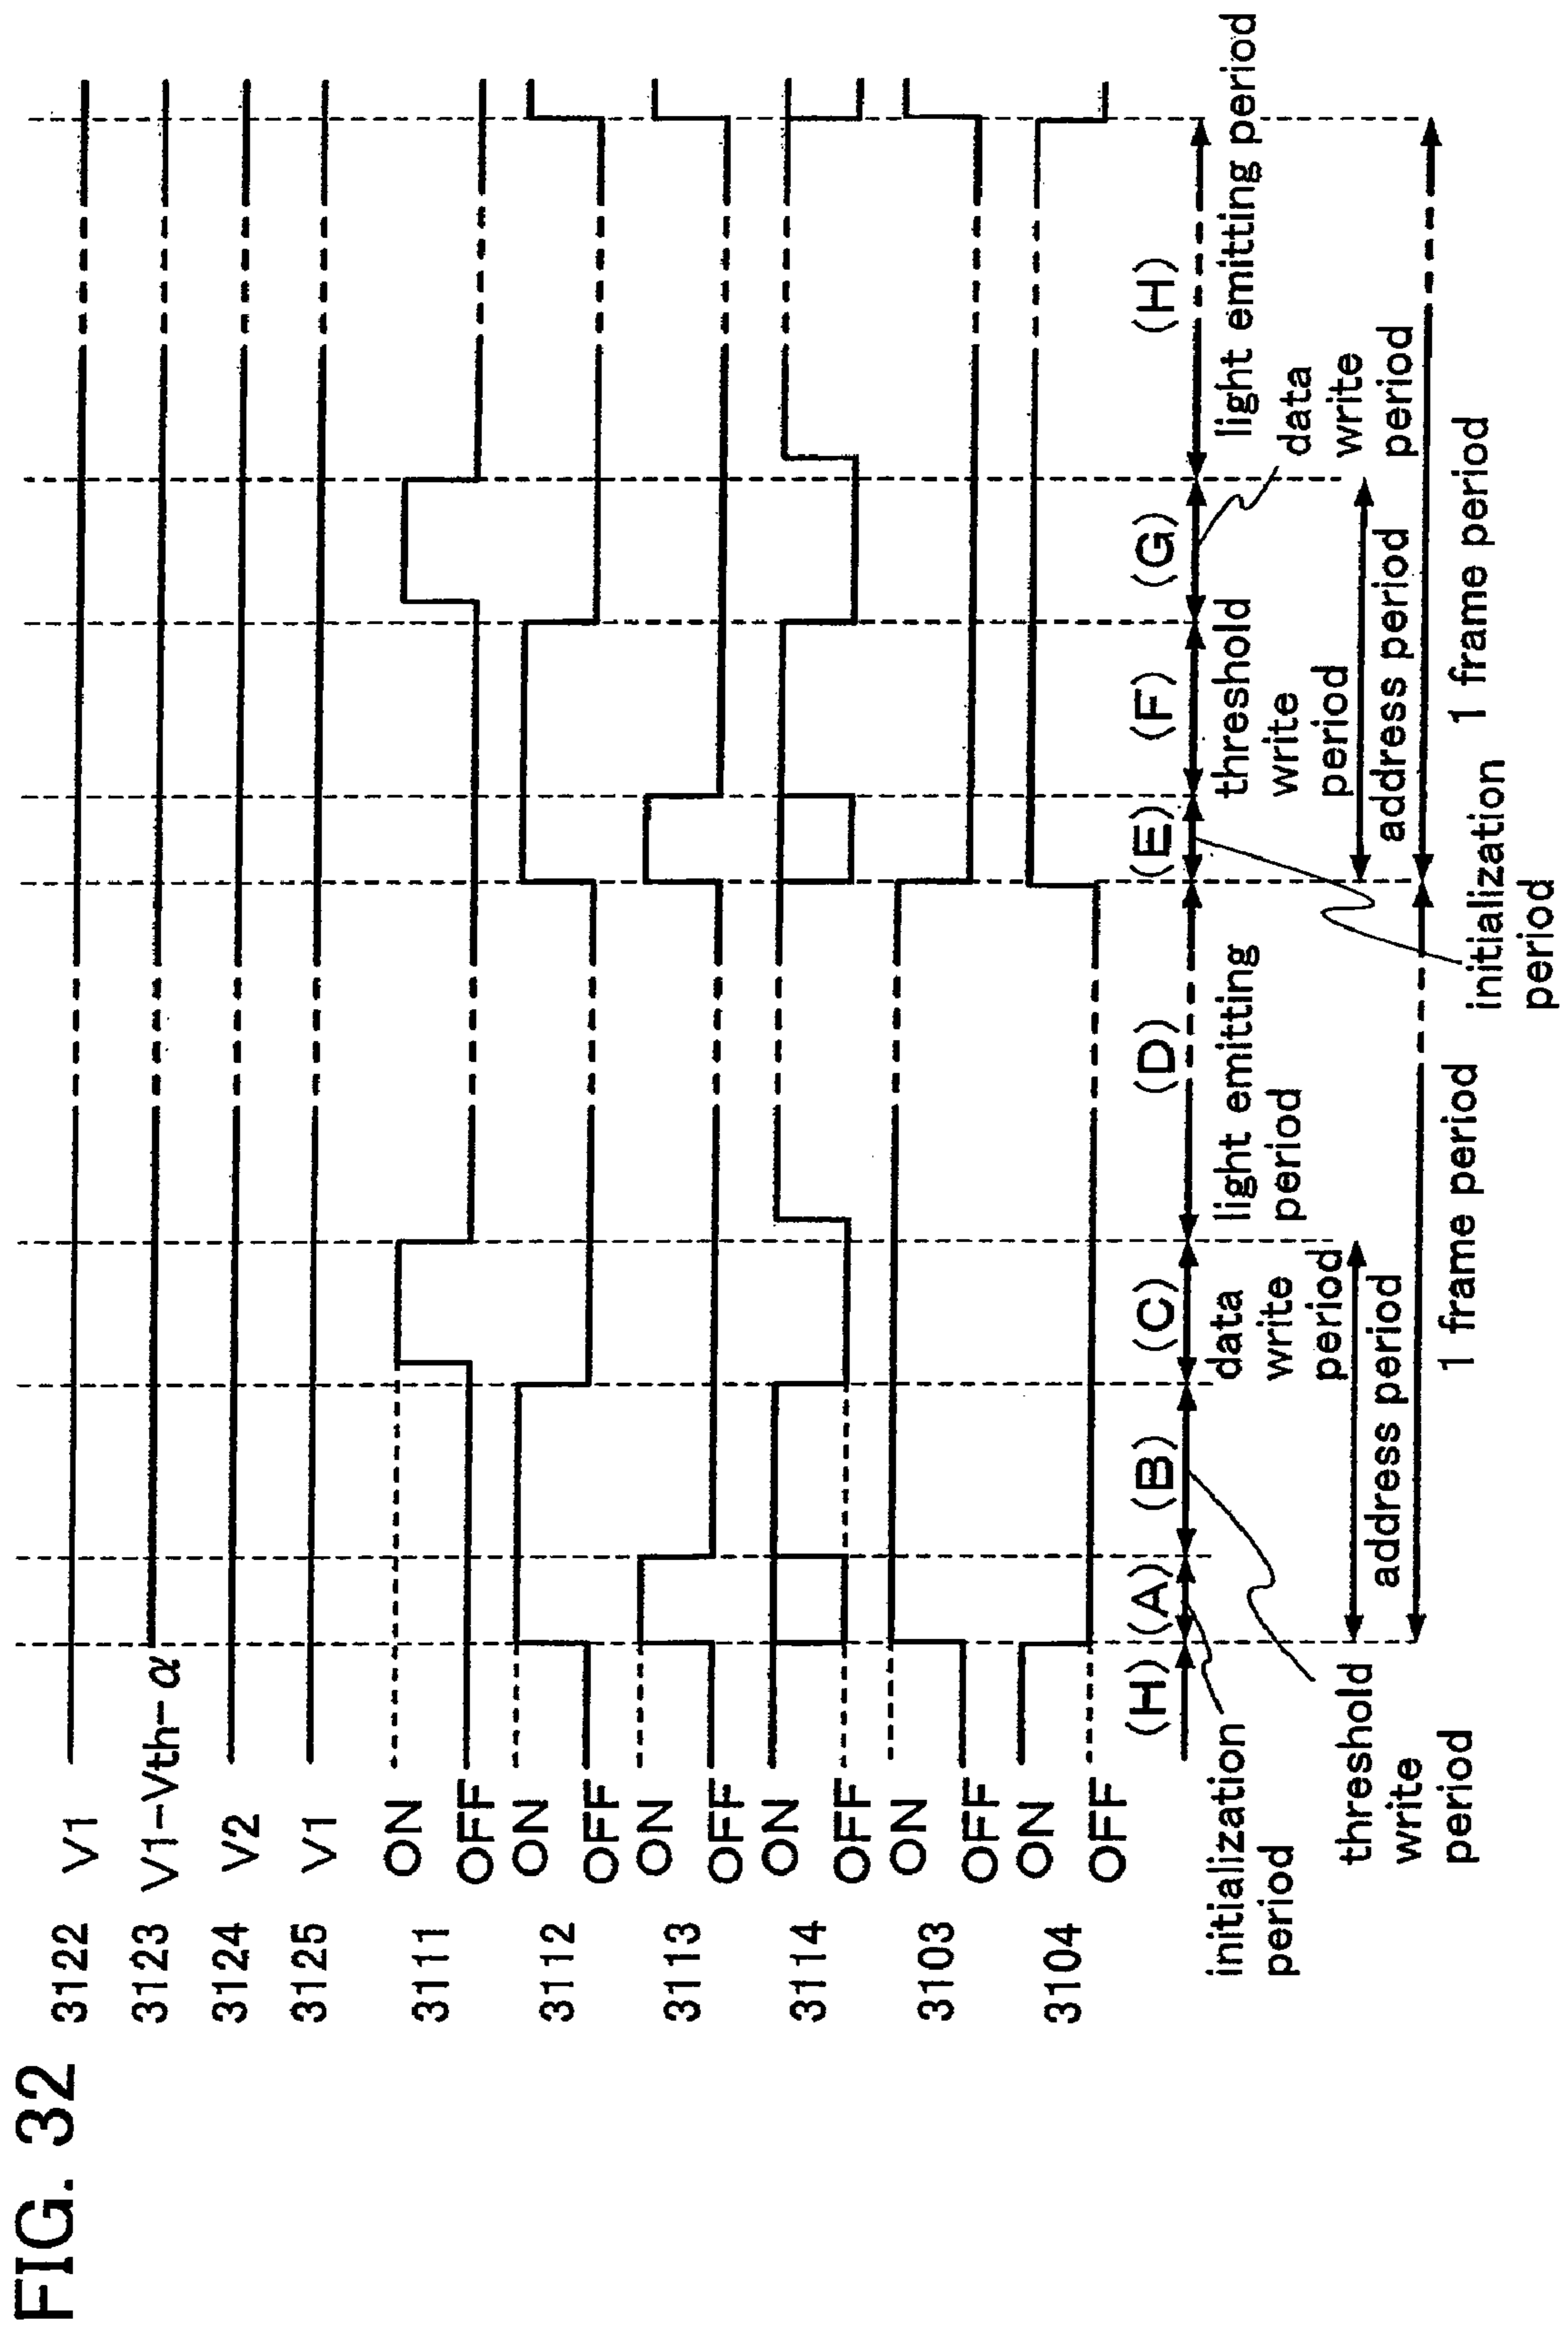 FIG. 32
3122 V1
3123 V1-Vth-α
3124 V2
3125 V1
3111 ON
OFF
3112 ON
OFF
3113 ON
OFF
3114 ON
OFF
3103 ON
OFF
3104 ON
OFF
(H) (A) (B) (C) (D) (E) (F) (G) (H)
initialization
period
threshold
write
period
data
write
period
light emitting
period
initialization
period
threshold
write
period
data
write
period
light emitting period
address period
address period
1 frame period
1 frame period